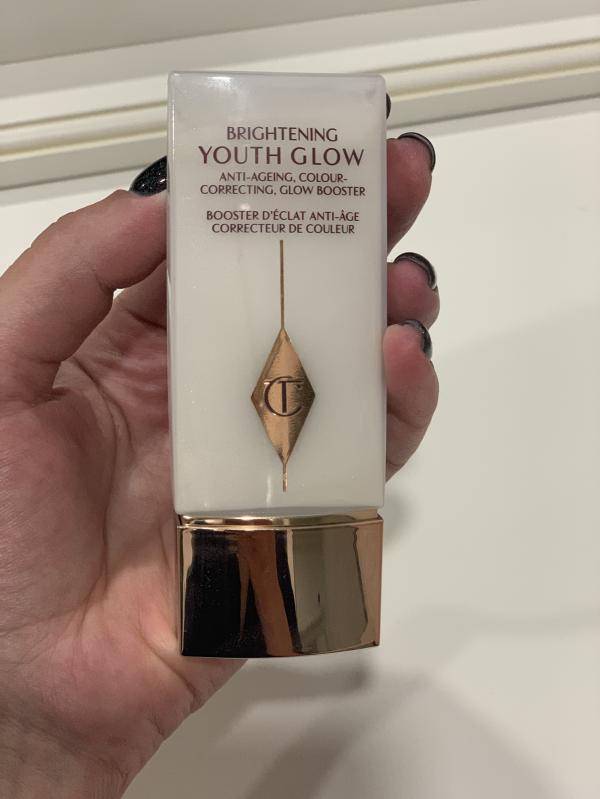 BRIGHTENING
YOUTH GLOW
ANTI-AGEING, COLOUR-
CORRECTING, GLOW BOOSTER
BOOSTER D'ÉCLAT ANTI-ÂGE
CORRECTEUR DE COULEUR
CT